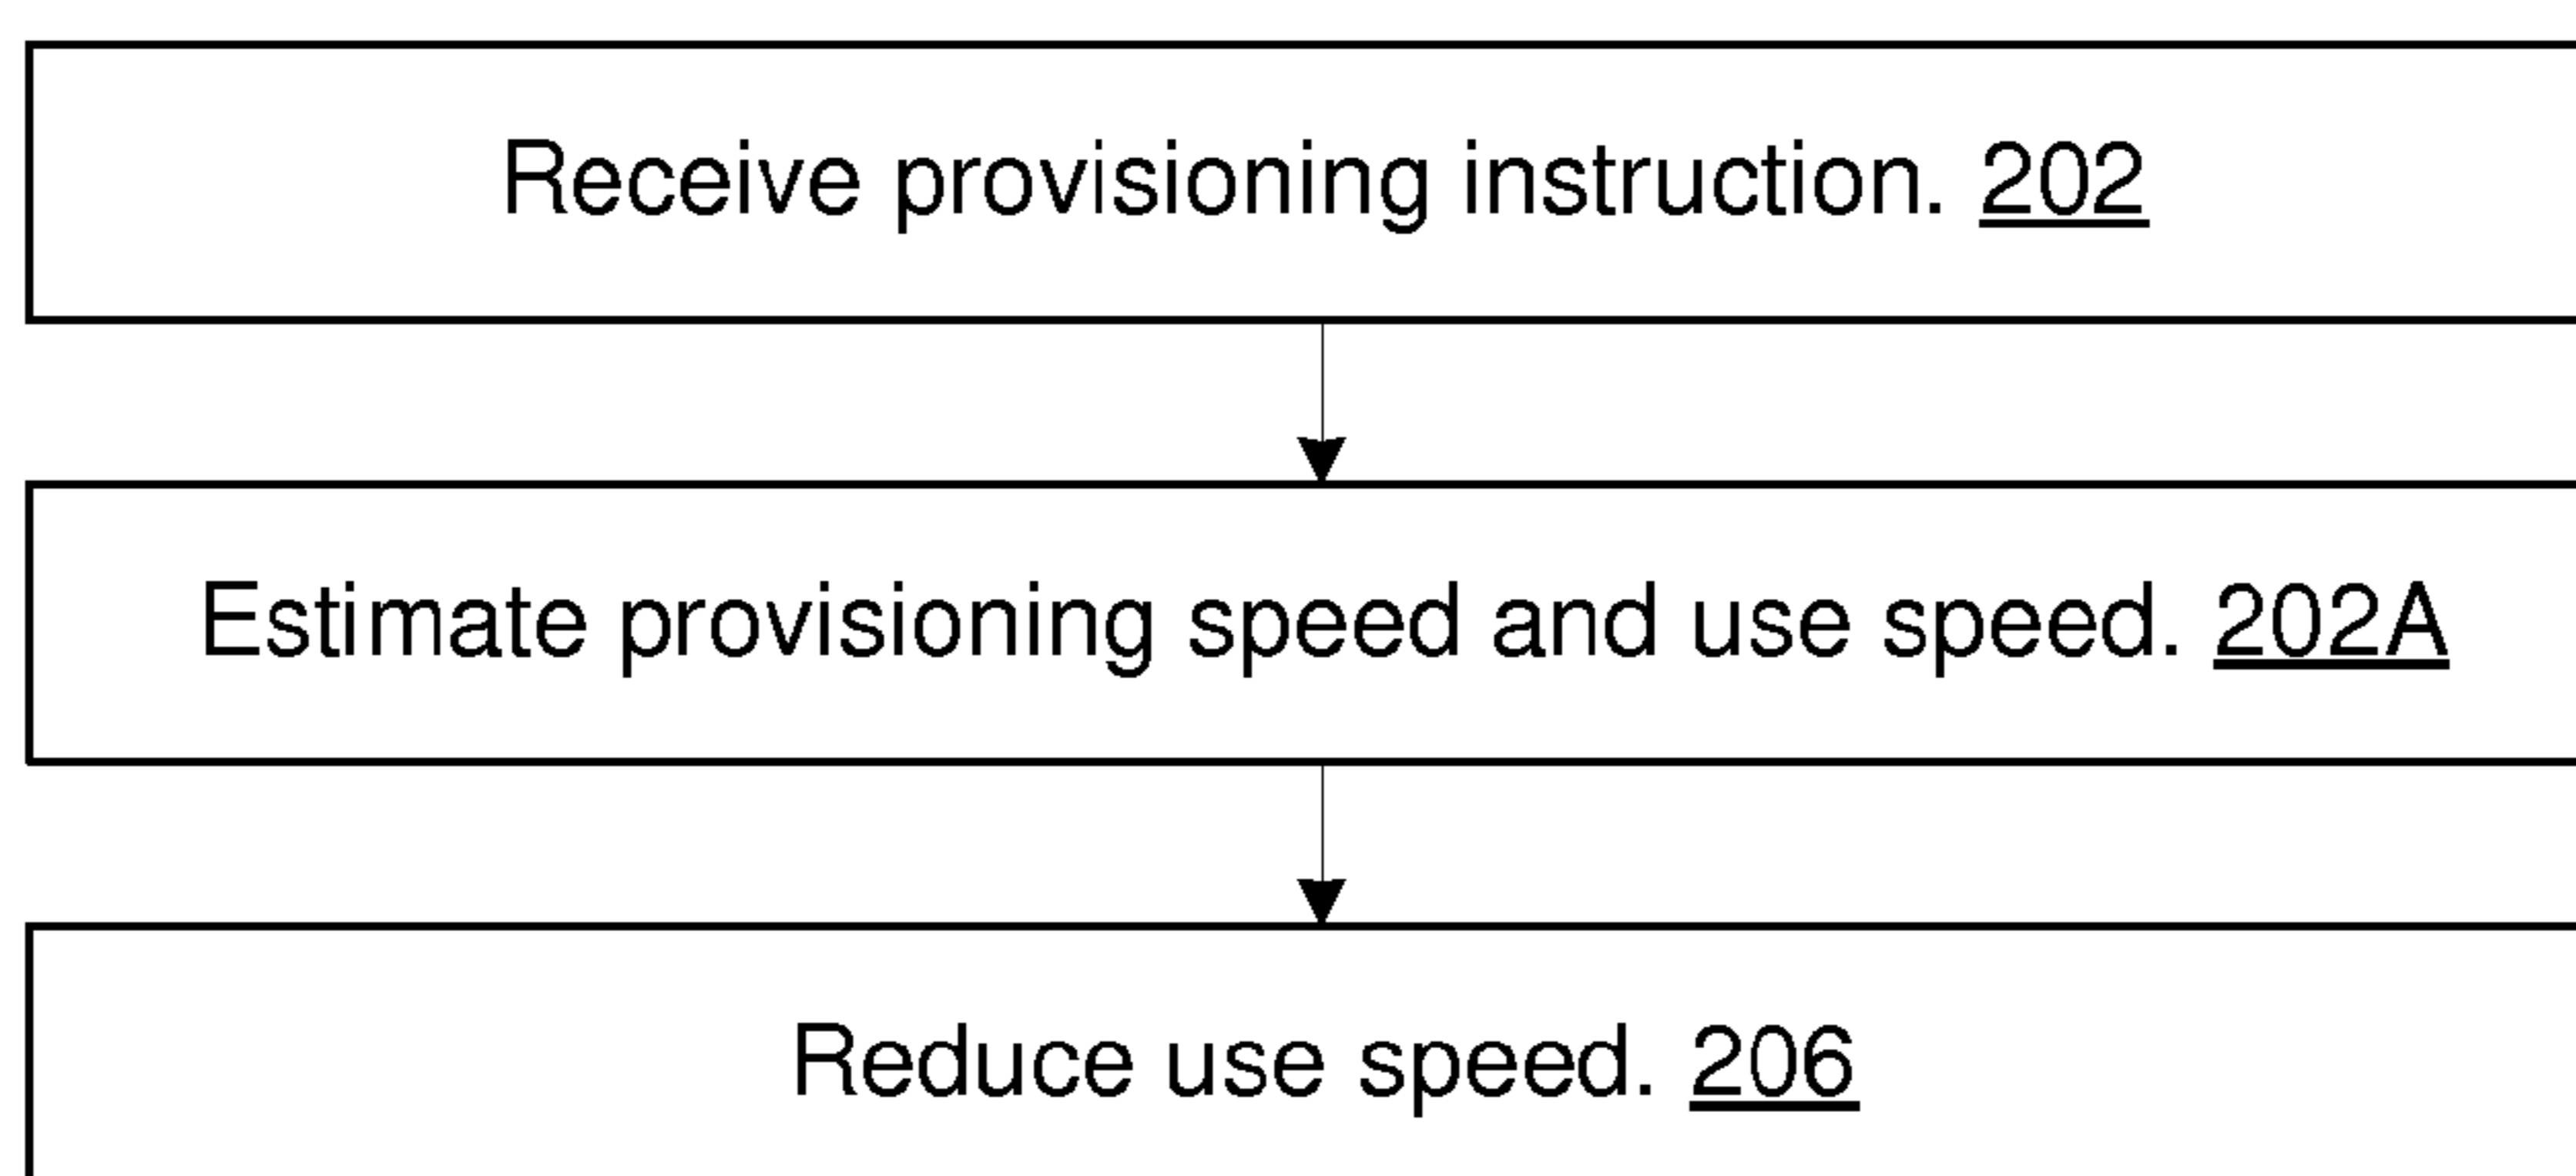 Receive provisioning instruction. 202
Estimate provisioning speed and use speed. 202A
Reduce use speed. 206